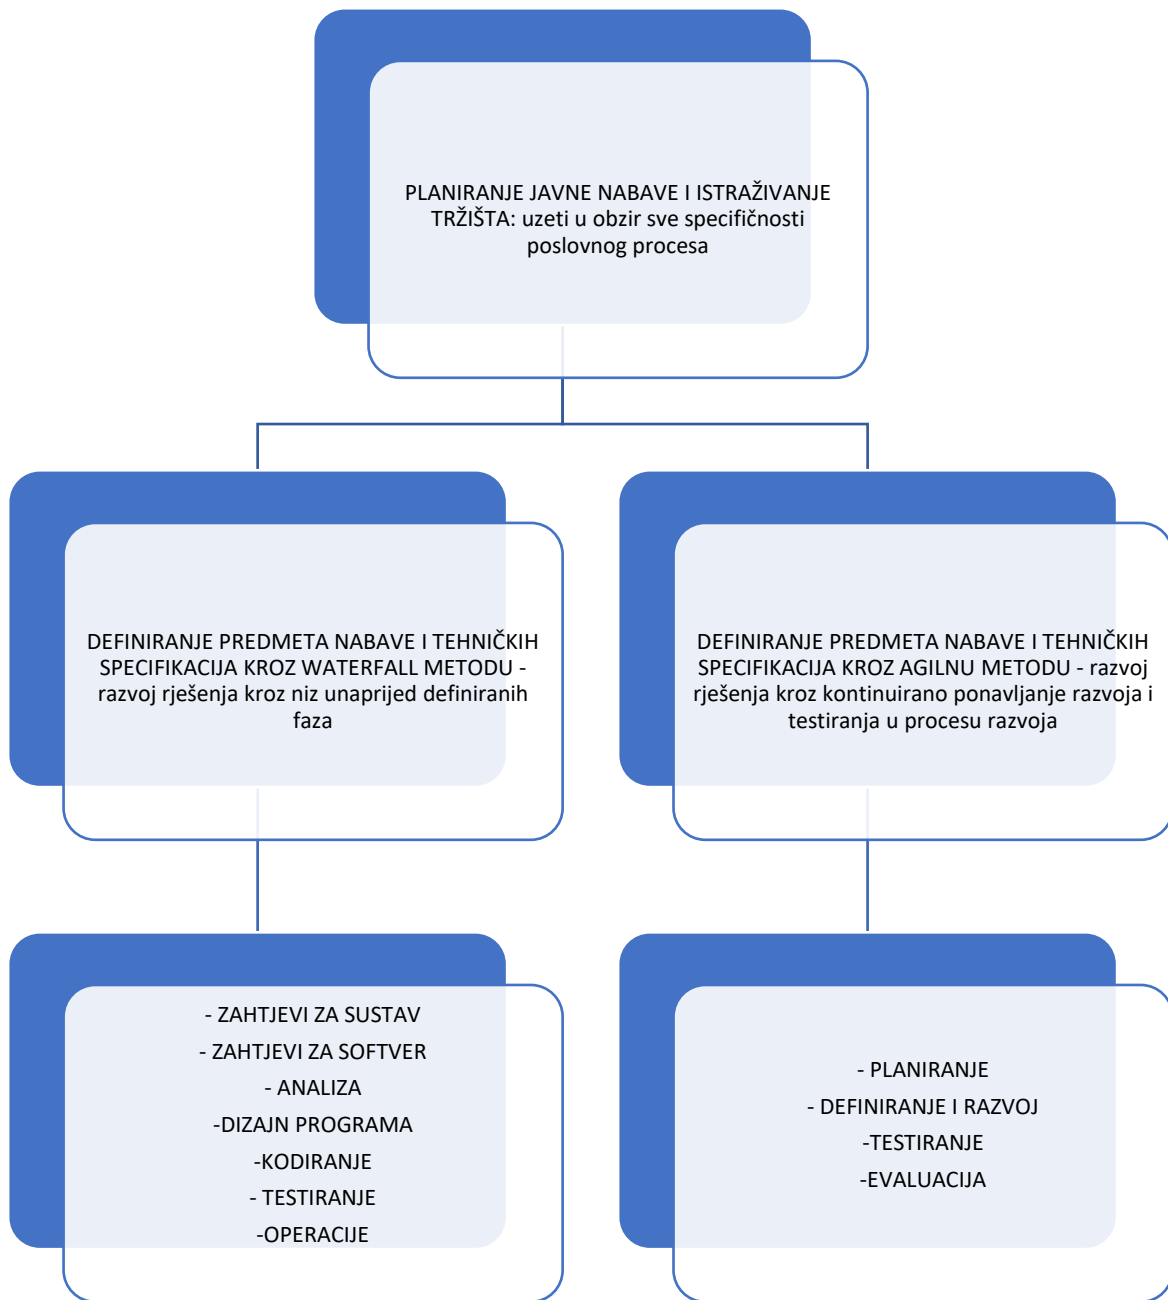 PLANIRANJE JAVNE NABAVE I ISTRAŽIVANJE
TRŽIŠTA: uzeti u obzir sve specifičnosti
poslovnog procesa
DEFINIRANJE PREDMETA NABAVE I TEHNIČKIH
SPECIFIKACIJA KROZ WATERFALL METODU -
razvoj rješenja kroz niz unaprijed definiranih
faza
DEFINIRANJE PREDMETA NABAVE I TEHNIČKIH
SPECIFIKACIJA KROZ AGILNU METODU - razvoj
rješenja kroz kontinuirano ponavljanje razvoja i
testiranja u procesu razvoja
- ZAHTJEVI ZA SUSTAV
- ZAHTJEVI ZA SOFTVER
- ANALIZA
-DIZAJN PROGRAMA
-KODIRANJE
- TESTIRANJE
-OPERACIJE
- PLANIRANJE
- DEFINIRANJE I RAZVOJ
-TESTIRANJE
-EVALUACIJA